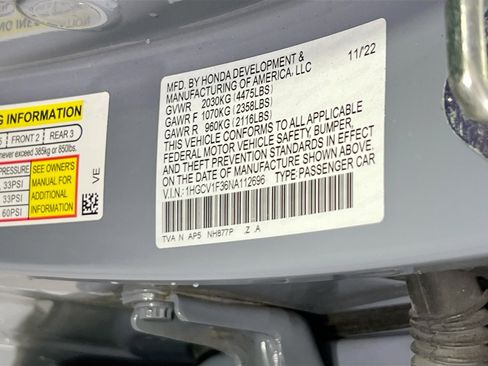 G INFORMATION
FRONT 2 REAR 3
never exceed 385kg or 850lbs.
PRESSURE
SEE OWNER'S
MANUAL FOR
ADDITIONAL
INFORMATION
33PSI
33PSI
60PSI
VE
MFD. BY HONDA DEVELOPMENT & 11/'22
MANUFACTURING OF AMERICA, LLC
GVWR 2030KG (4475LBS)
GAWR F 1070KG (2358LBS)
GAWR R 960KG (2116LBS)
THIS VEHICLE CONFORMS TO ALL APPLICABLE
FEDERAL MOTOR VEHICLE SAFETY, BUMPER,
AND THEFT PREVENTION STANDARDS IN EFFECT
ON THE DATE OF MANUFACTURE SHOWN ABOVE.
V.I.N.:1HGCV1F36NA112696 TYPE PASSENGER CAR
TVA N AP5 NH877P Z A